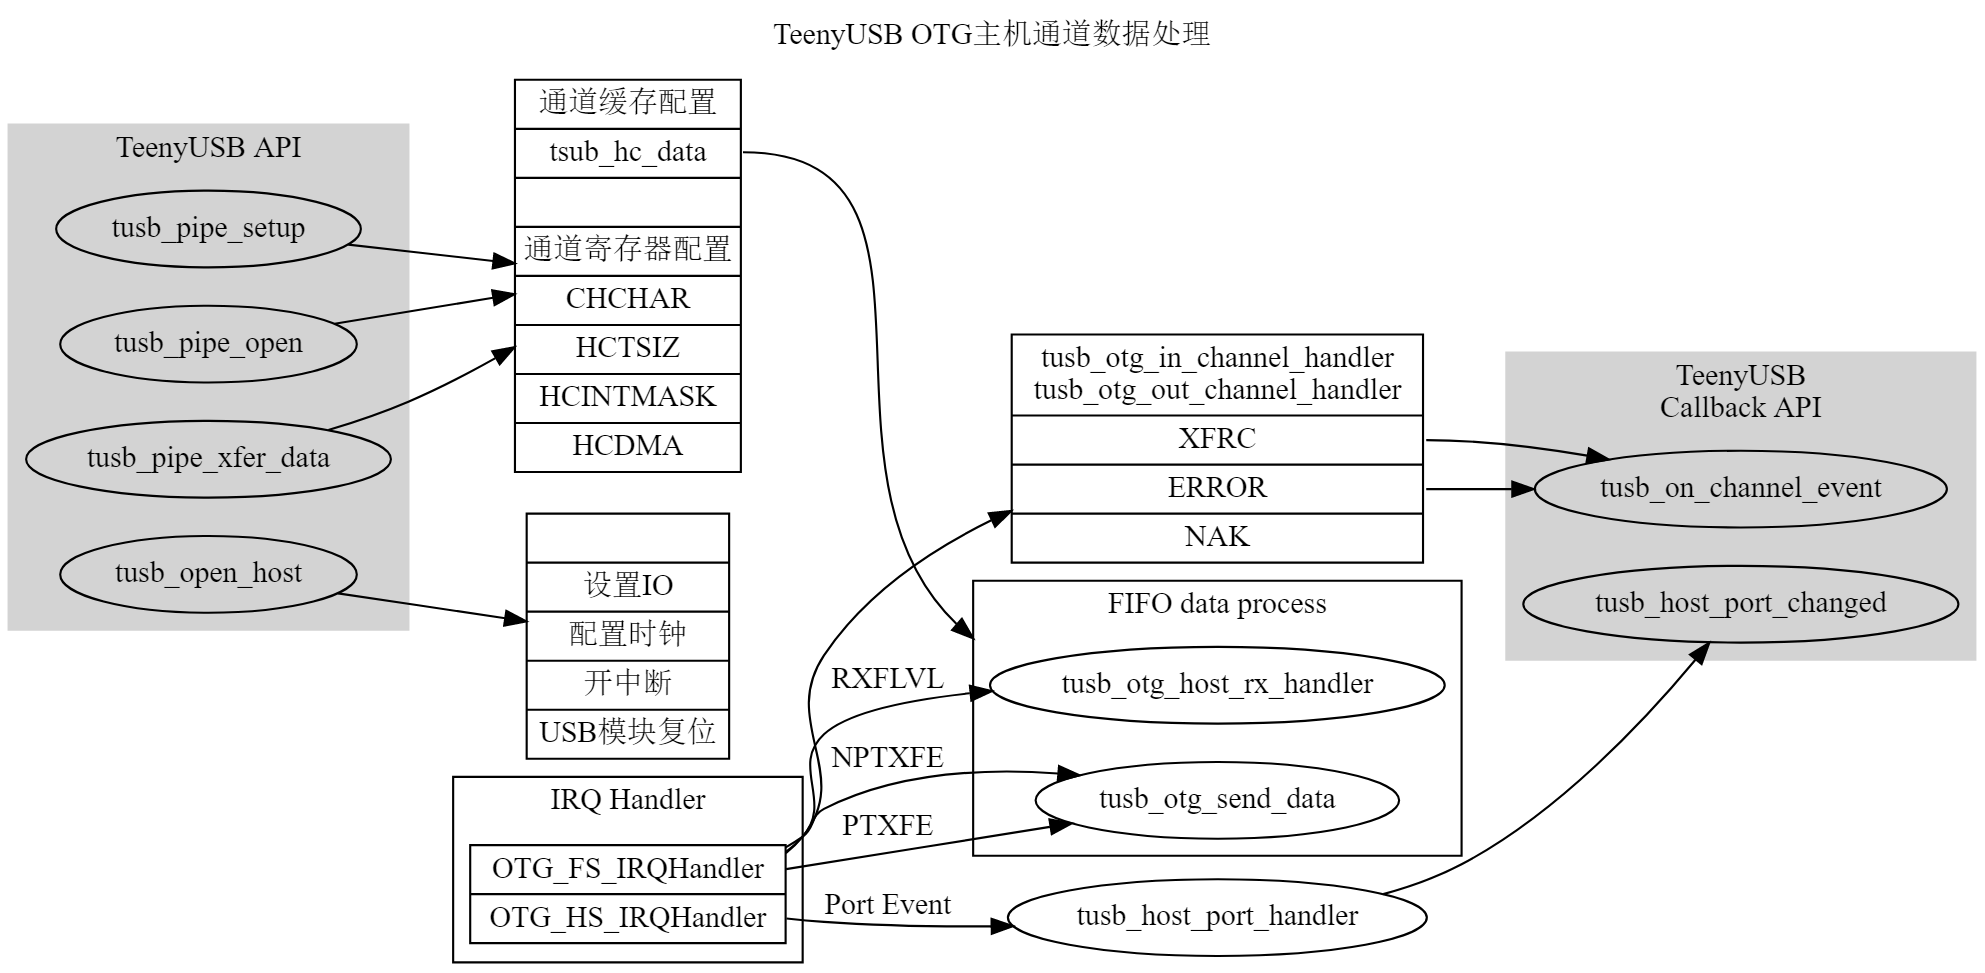 TeenyUSB OTG主机通道数据处理
TeenyUSB API
tusb_pipe_setup
tusb_pipe_open
tusb_pipe_xfer_data
tusb_open_host
通道缓存配置
tsub_hc_data
通道寄存器配置
CHCHAR
HCTSIZ
HCINTMASK
HCDMA
设置IO
配置时钟
开中断
USB模块复位
IRQ Handler
OTG_FS_IRQHandler
OTG_HS_IRQHandler
RXFLVL
NPTXFE
PTXFE
Port Event
tusb_otg_in_channel_handler
tusb_otg_out_channel_handler
XFRC
ERROR
NAK
FIFO data process
tusb_otg_host_rx_handler
tusb_otg_send_data
tusb_host_port_handler
TeenyUSB
Callback API
tusb_on_channel_event
tusb_host_port_changed